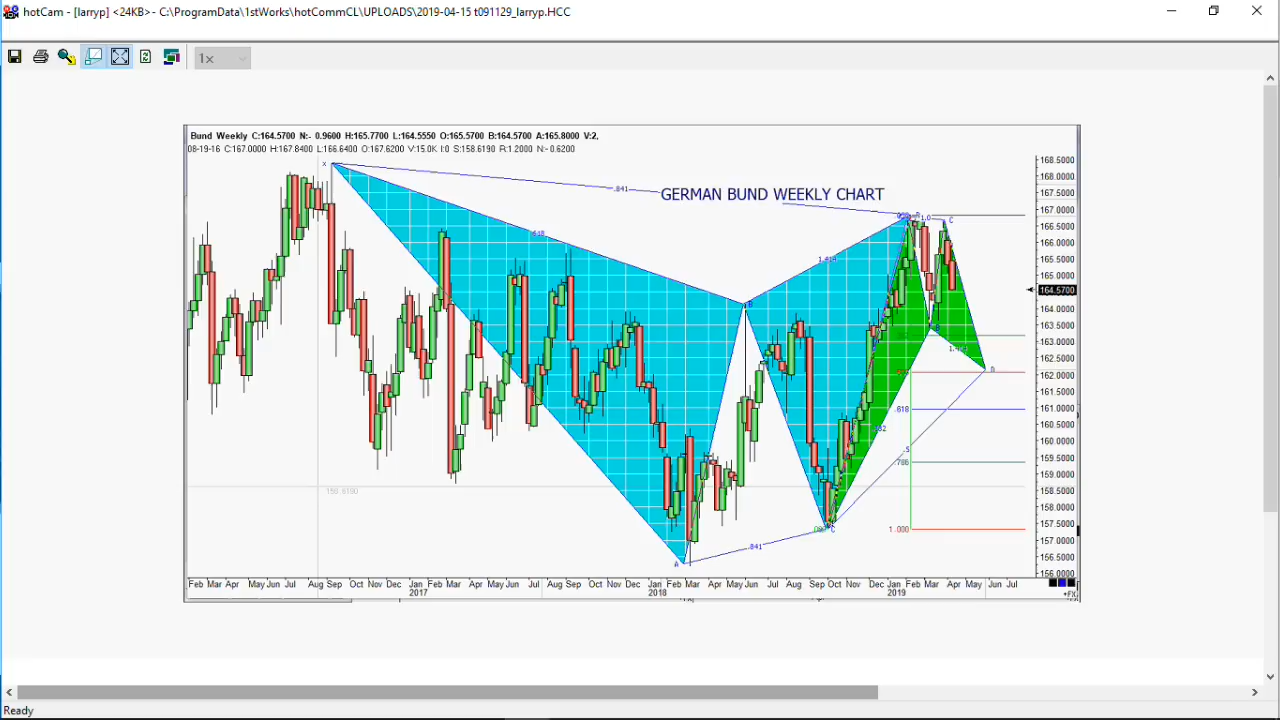 hotCam - [larryp] <24KB>- C:\ProgramData\1stWorks\hotCommCL\UPLOADS\2019-04-15 t091129_larryp.HCC
1x
Bund Weekly C:164.5700 N:- 0.9600 H:165.7700 L:164.5550 O:165.5700 B:164.5700 A:165.8000 V:2,
08-19-16 C:167.0000 H:167.8400 L:166.6400 O:167.6200 V:15.0K I:0 S:158.6190 R:1.2000 N:-0.6200
X
168.5000
168.0000
.841
GERMAN BUND WEEKLY CHART
167.5000
167.0000
1.0
C
166.5000
.618
166.0000
1.414
165.5000
165.0000
164.5700
B
164.0000
163.5000
B
163.0000
162.5000
D
162.0000
161.5000
.618
161.0000
160.5000
160.0000
.5
159.5000
.786
159.0000
158.6190
158.5000
158.0000
157.5000
C
1.000
157.0000
.841
156.5000
A
156.0000
Feb Mar Apr May Jun Jul Aug Sep Oct Nov Dec Jan Feb Mar Apr May Jun Jul Aug Sep Oct Nov Dec Jan Feb Mar Apr May Jun Jul Aug Sep Oct Nov Dec Jan Feb Mar Apr May Jun Jul
2017 2018 2019
+FX
Ready